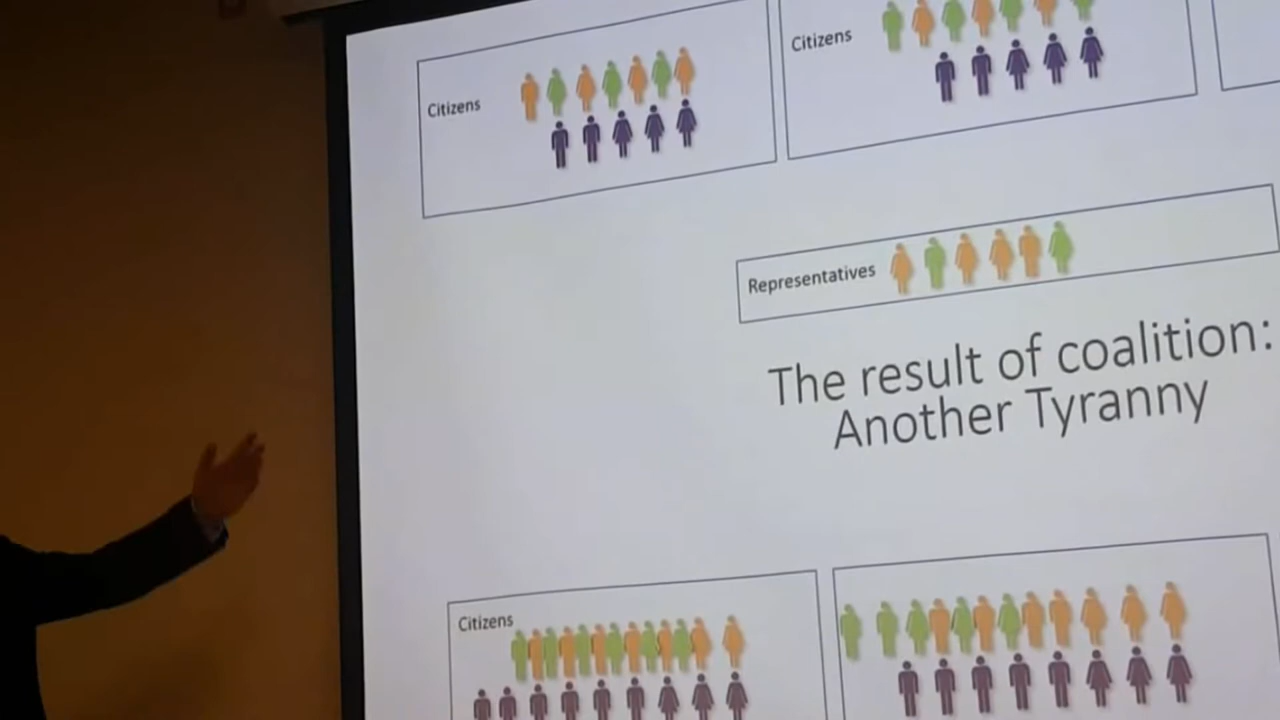 Citizens
Citizens
Representatives
The result of coalition:
Another Tyranny
Citizens